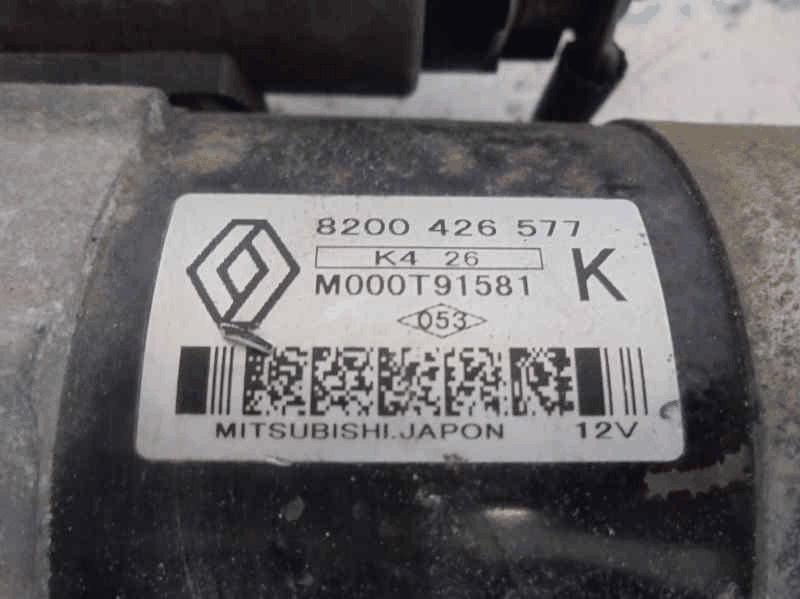 8200 426 577
K4 26
K
M000T91581
053
MITSUBISHI.JAPON 12V